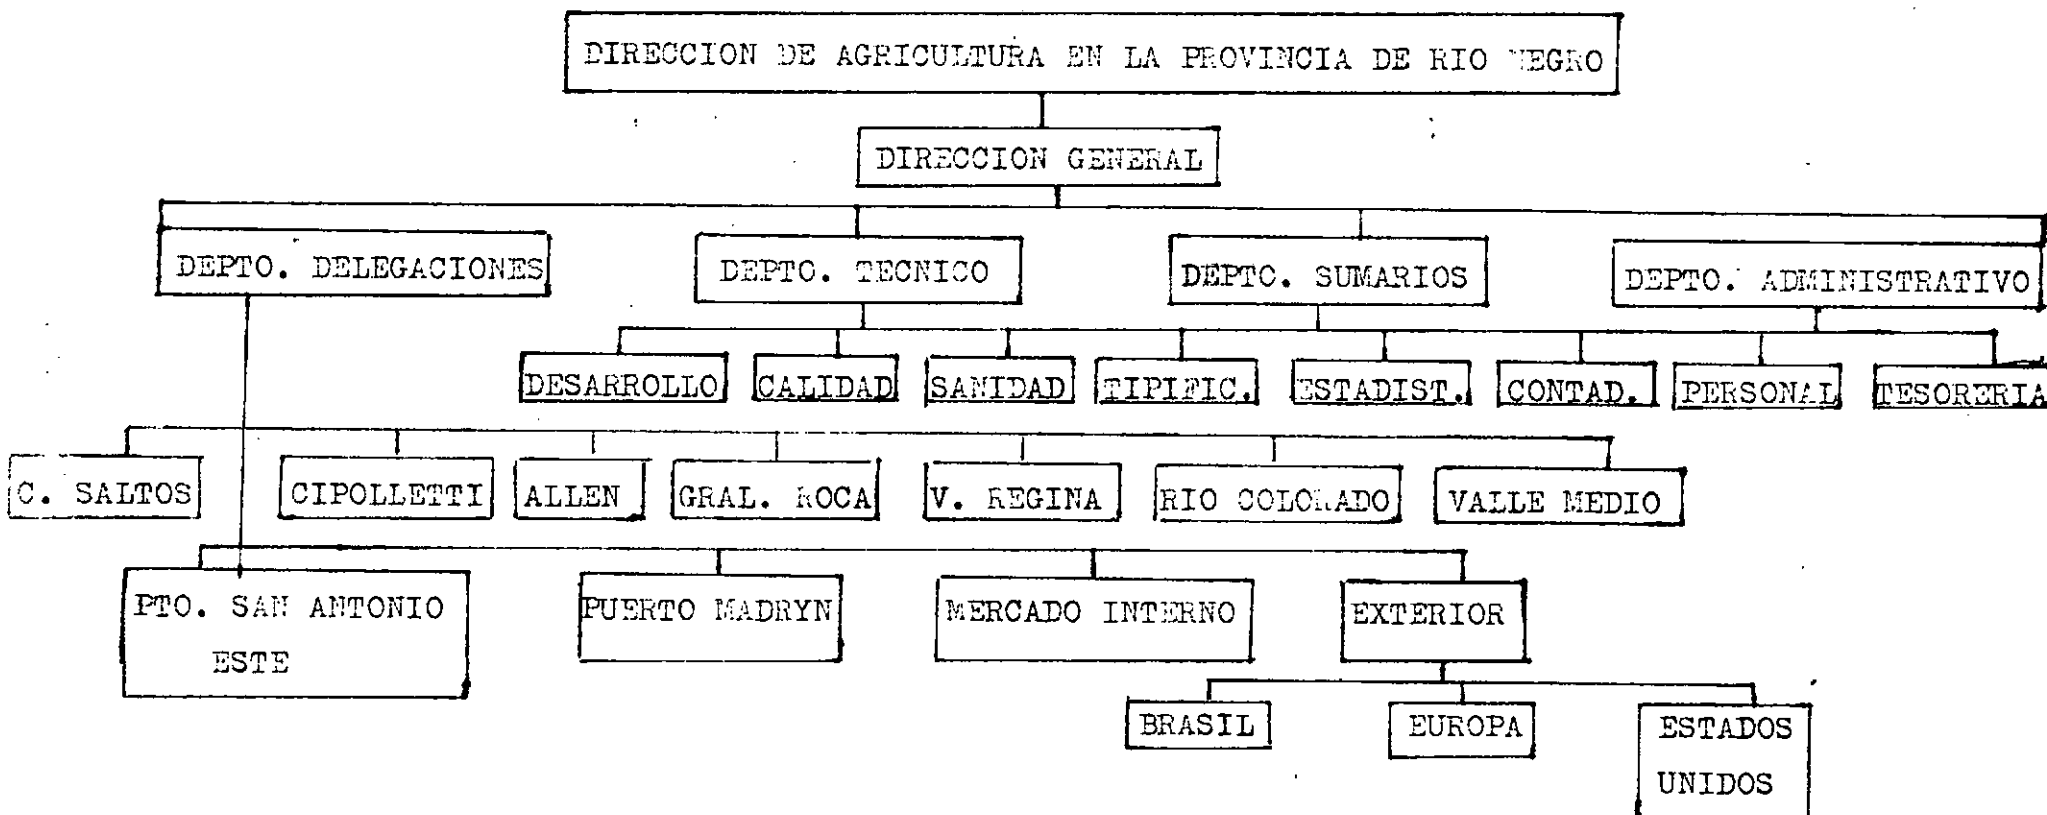 DIRECCION DE AGRICULTURA EN LA PROVINCIA DE RIO NEGRO
DIRECCION GENERAL
DEPTO. DELEGACIONES
DEPTO. TECNICO
DEPTO. SUMARIOS
DEPTO. ADMINISTRATIVO
DESARROLLO
CALIDAD
SANIDAD
TIPIFIC.
ESTADIST.
CONTAD.
PERSONAL
TESORERIA
C. SALTOS
CIPOLLETTI
ALLEN
GRAL. ROCA
V. REGINA
RIO COLORADO
VALLE MEDIO
PTO. SAN ANTONIO
ESTE
PUERTO MADRYN
MERCADO INTERNO
EXTERIOR
BRASIL
EUROPA
ESTADOS
UNIDOS